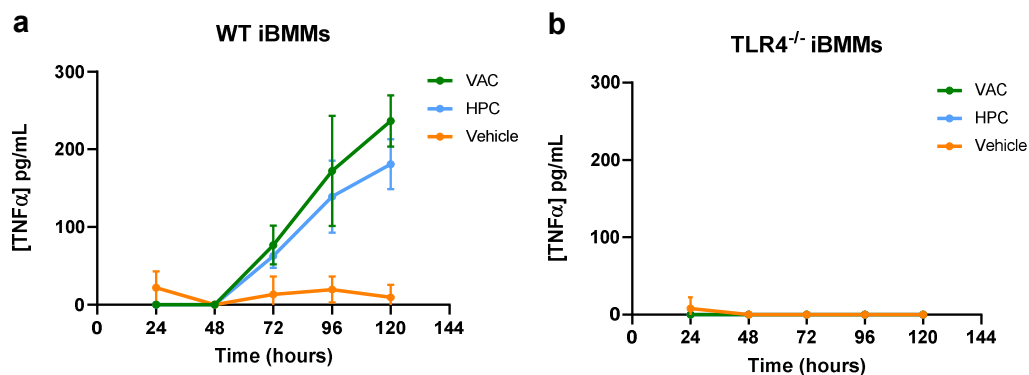 a
WT iBMMs
300
200
100
0
[TNFα] pg/mL
0 24 48 72 96 120 144
Time (hours)
VAC
HPC
Vehicle
b
TLR4-/- iBMMs
300
200
100
0
[TNFα] pg/mL
0 24 48 72 96 120 144
Time (hours)
VAC
HPC
Vehicle